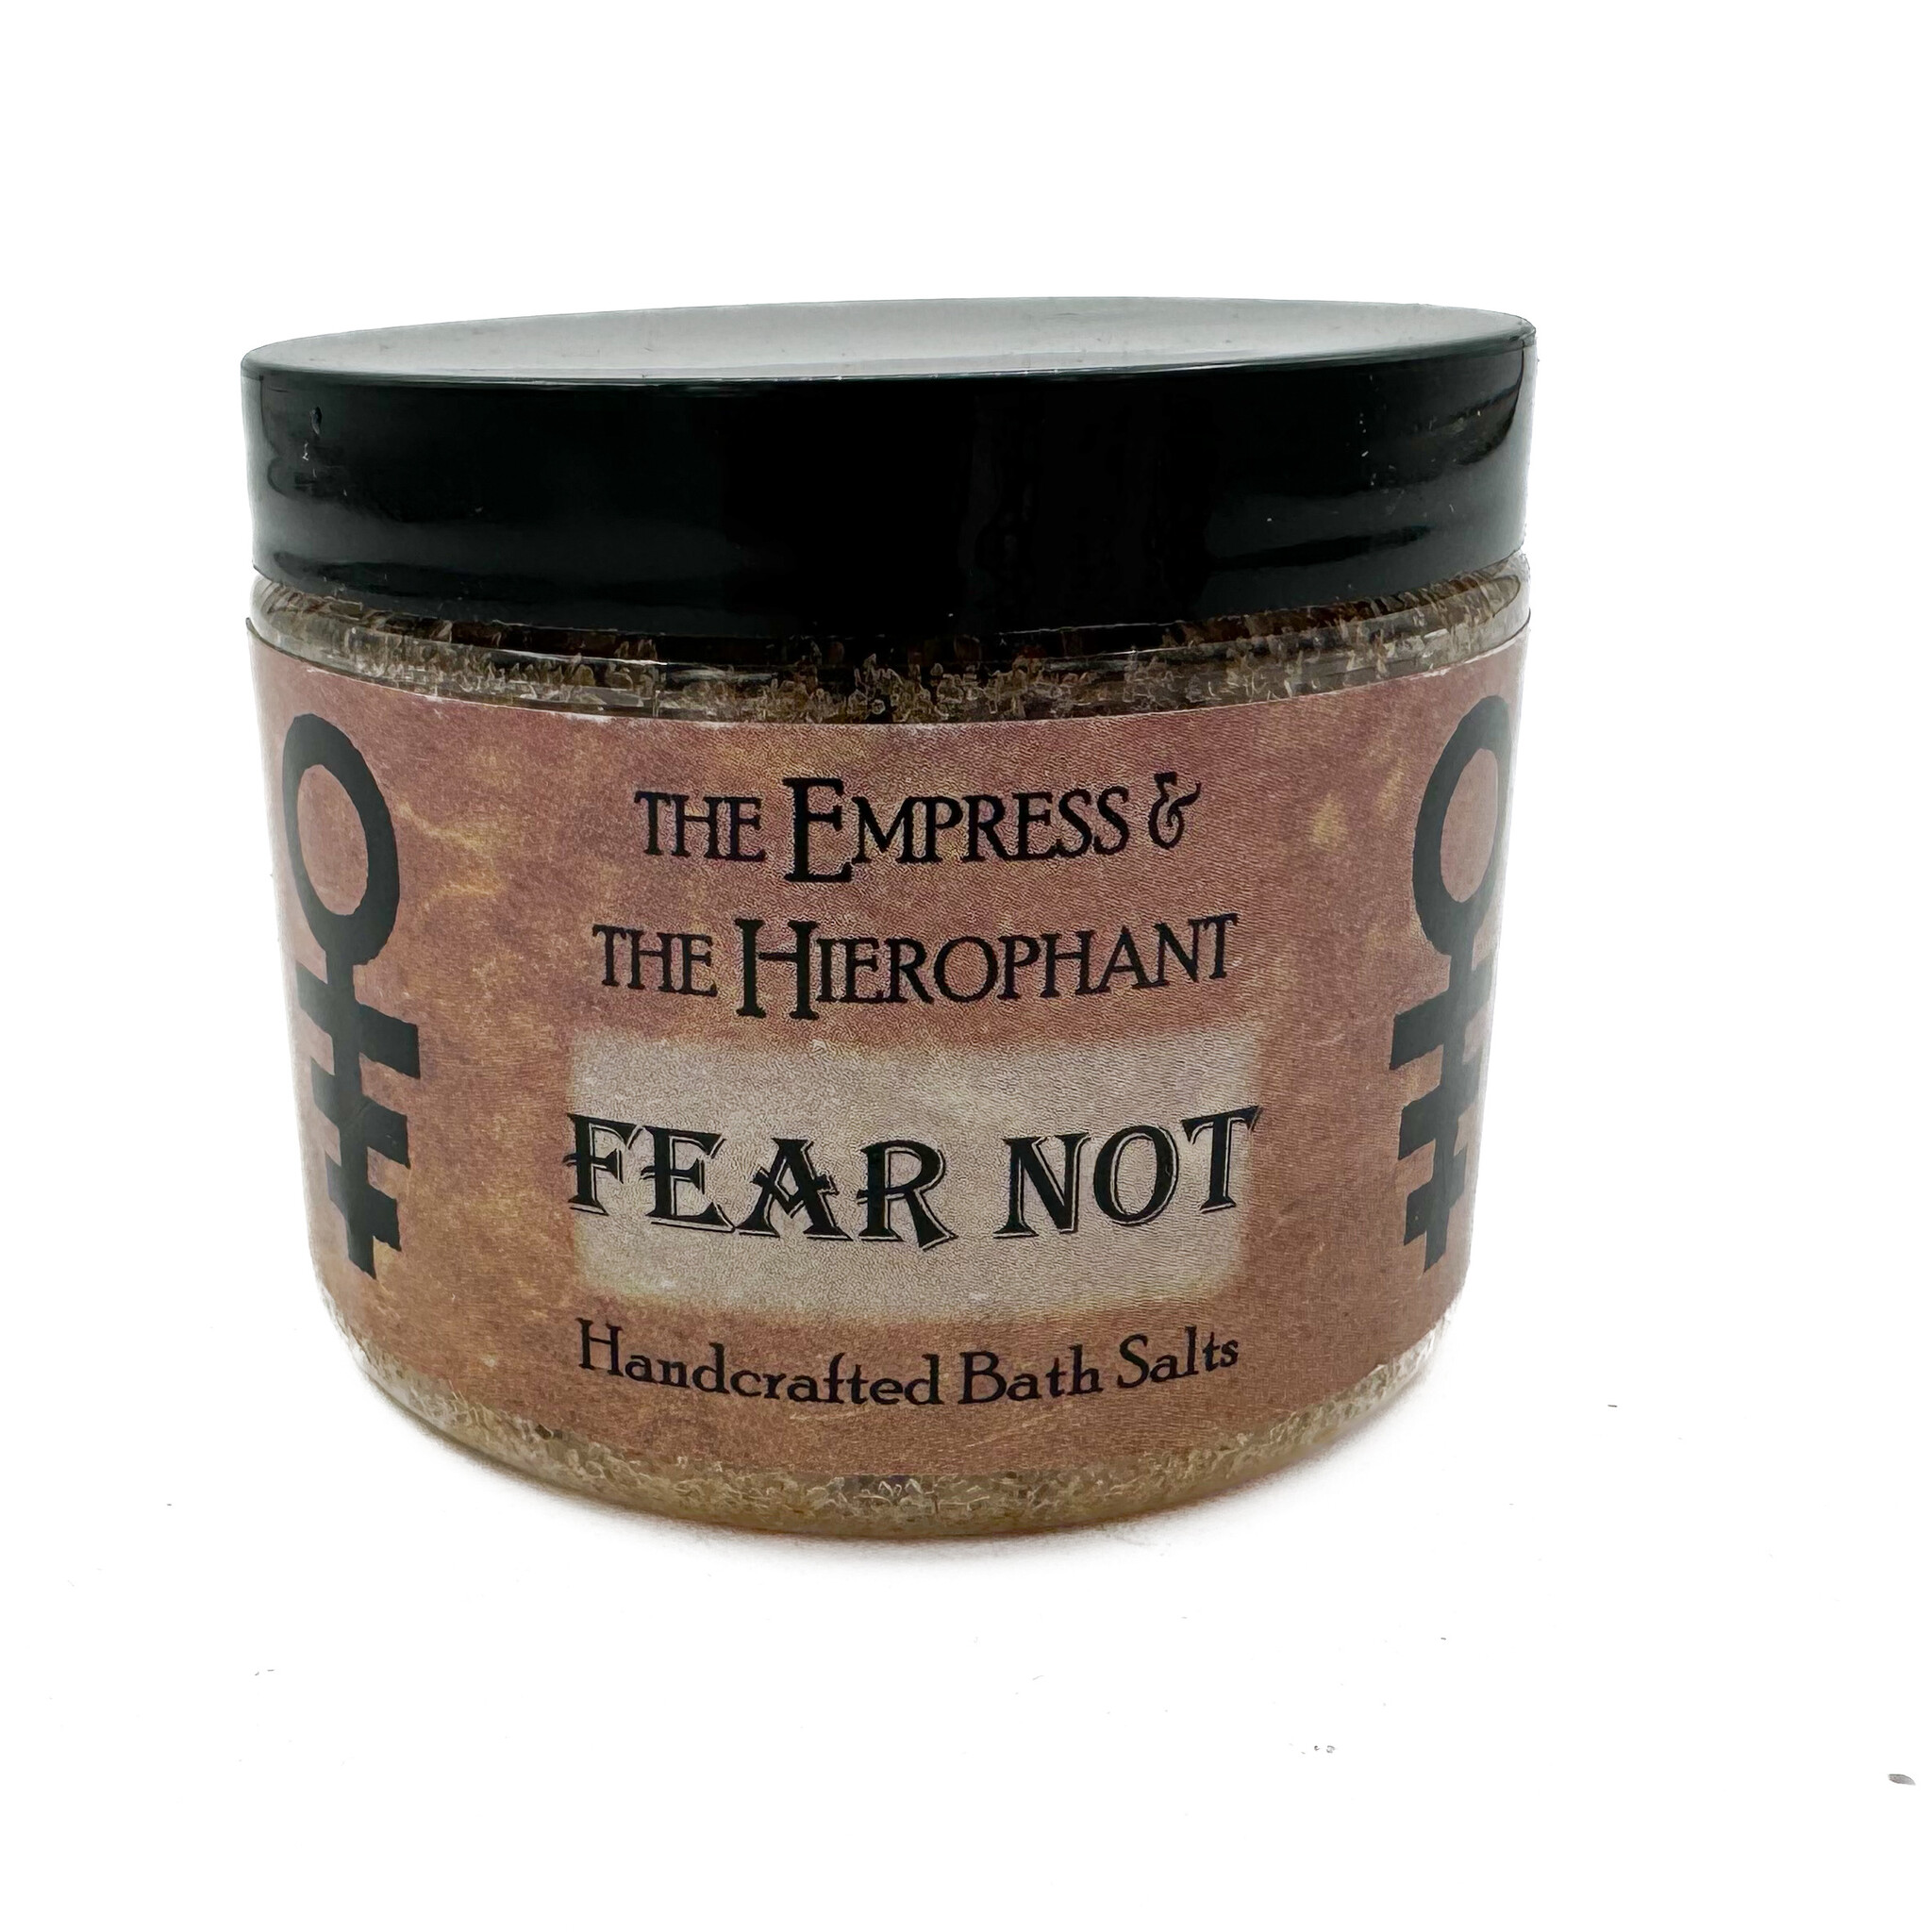 THE EMPRESS &
THE HIEROPHANT
FEAR NOT
Handcrafted Bath Salts